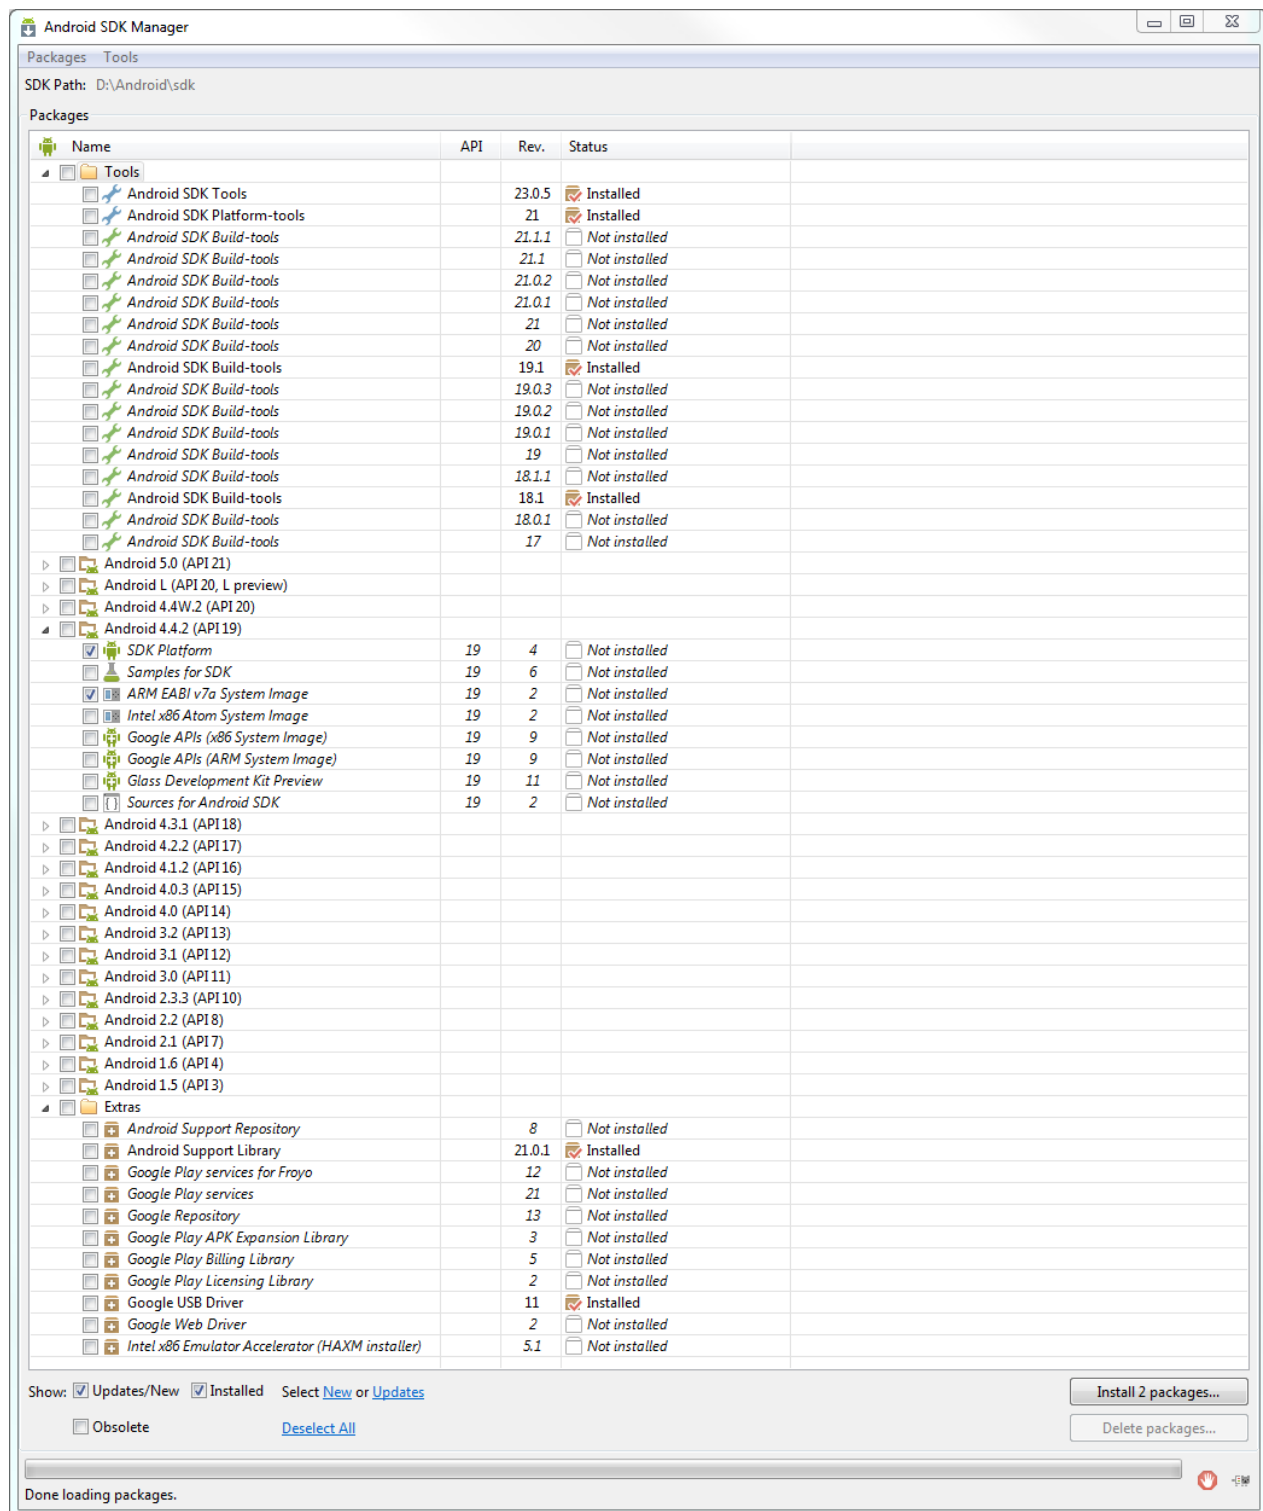 Android SDK Manager
Packages Tools
SDK Path: D:\Android\sdk
Packages
Name API Rev. Status
Tools
Android SDK Tools 23.0.5 Installed
Android SDK Platform-tools 21 Installed
Android SDK Build-tools 21.1.1 Not installed
Android SDK Build-tools 21.1 Not installed
Android SDK Build-tools 21.0.2 Not installed
Android SDK Build-tools 21.0.1 Not installed
Android SDK Build-tools 21 Not installed
Android SDK Build-tools 20 Not installed
Android SDK Build-tools 19.1 Installed
Android SDK Build-tools 19.0.3 Not installed
Android SDK Build-tools 19.0.2 Not installed
Android SDK Build-tools 19.0.1 Not installed
Android SDK Build-tools 19 Not installed
Android SDK Build-tools 18.1.1 Not installed
Android SDK Build-tools 18.1 Installed
Android SDK Build-tools 18.0.1 Not installed
Android SDK Build-tools 17 Not installed
Android 5.0 (API 21)
Android L (API 20, L preview)
Android 4.4W.2 (API 20)
Android 4.4.2 (API 19)
SDK Platform 19 4 Not installed
Samples for SDK 19 6 Not installed
ARM EABI v7a System Image 19 2 Not installed
Intel x86 Atom System Image 19 2 Not installed
Google APIs (x86 System Image) 19 9 Not installed
Google APIs (ARM System Image) 19 9 Not installed
Glass Development Kit Preview 19 11 Not installed
Sources for Android SDK 19 2 Not installed
Android 4.3.1 (API 18)
Android 4.2.2 (API 17)
Android 4.1.2 (API 16)
Android 4.0.3 (API 15)
Android 4.0 (API 14)
Android 3.2 (API 13)
Android 3.1 (API 12)
Android 3.0 (API 11)
Android 2.3.3 (API 10)
Android 2.2 (API 8)
Android 2.1 (API 7)
Android 1.6 (API 4)
Android 1.5 (API 3)
Extras
Android Support Repository 8 Not installed
Android Support Library 21.0.1 Installed
Google Play services for Froyo 12 Not installed
Google Play services 21 Not installed
Google Repository 13 Not installed
Google Play APK Expansion Library 3 Not installed
Google Play Billing Library 5 Not installed
Google Play Licensing Library 2 Not installed
Google USB Driver 11 Installed
Google Web Driver 2 Not installed
Intel x86 Emulator Accelerator (HAXM installer) 5.1 Not installed
Show: Updates/New Installed Select New or Updates Install 2 packages...
Obsolete Deselect All Delete packages...
Done loading packages.